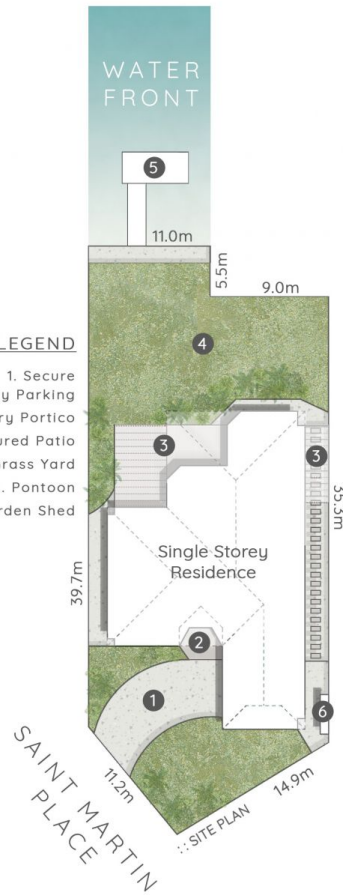 WATER
FRONT
5
11.0m
5.5m
9.0m
4
LEGEND
1. Secure
y Parking
ry Portico
ured Patio
rass Yard
. Pontoon
rden Shed
3
3
35.3m
39.7m
Single Storey
Residence
2
1
6
11.2m
14.9m
SAINT MARTIN
PLACE
:: SITE PLAN